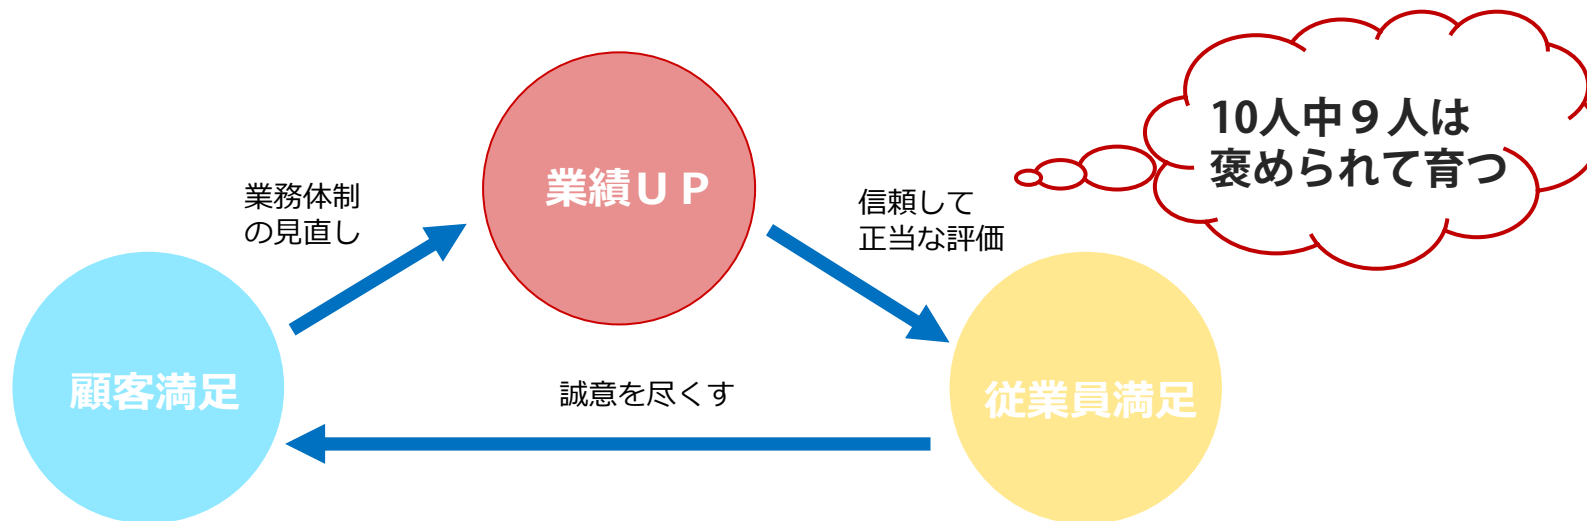 10人中９人は
褒められて育つ
業績ＵＰ
業務体制
の見直し
信頼して
正当な評価
顧客満足
誠意を尽くす
従業員満足